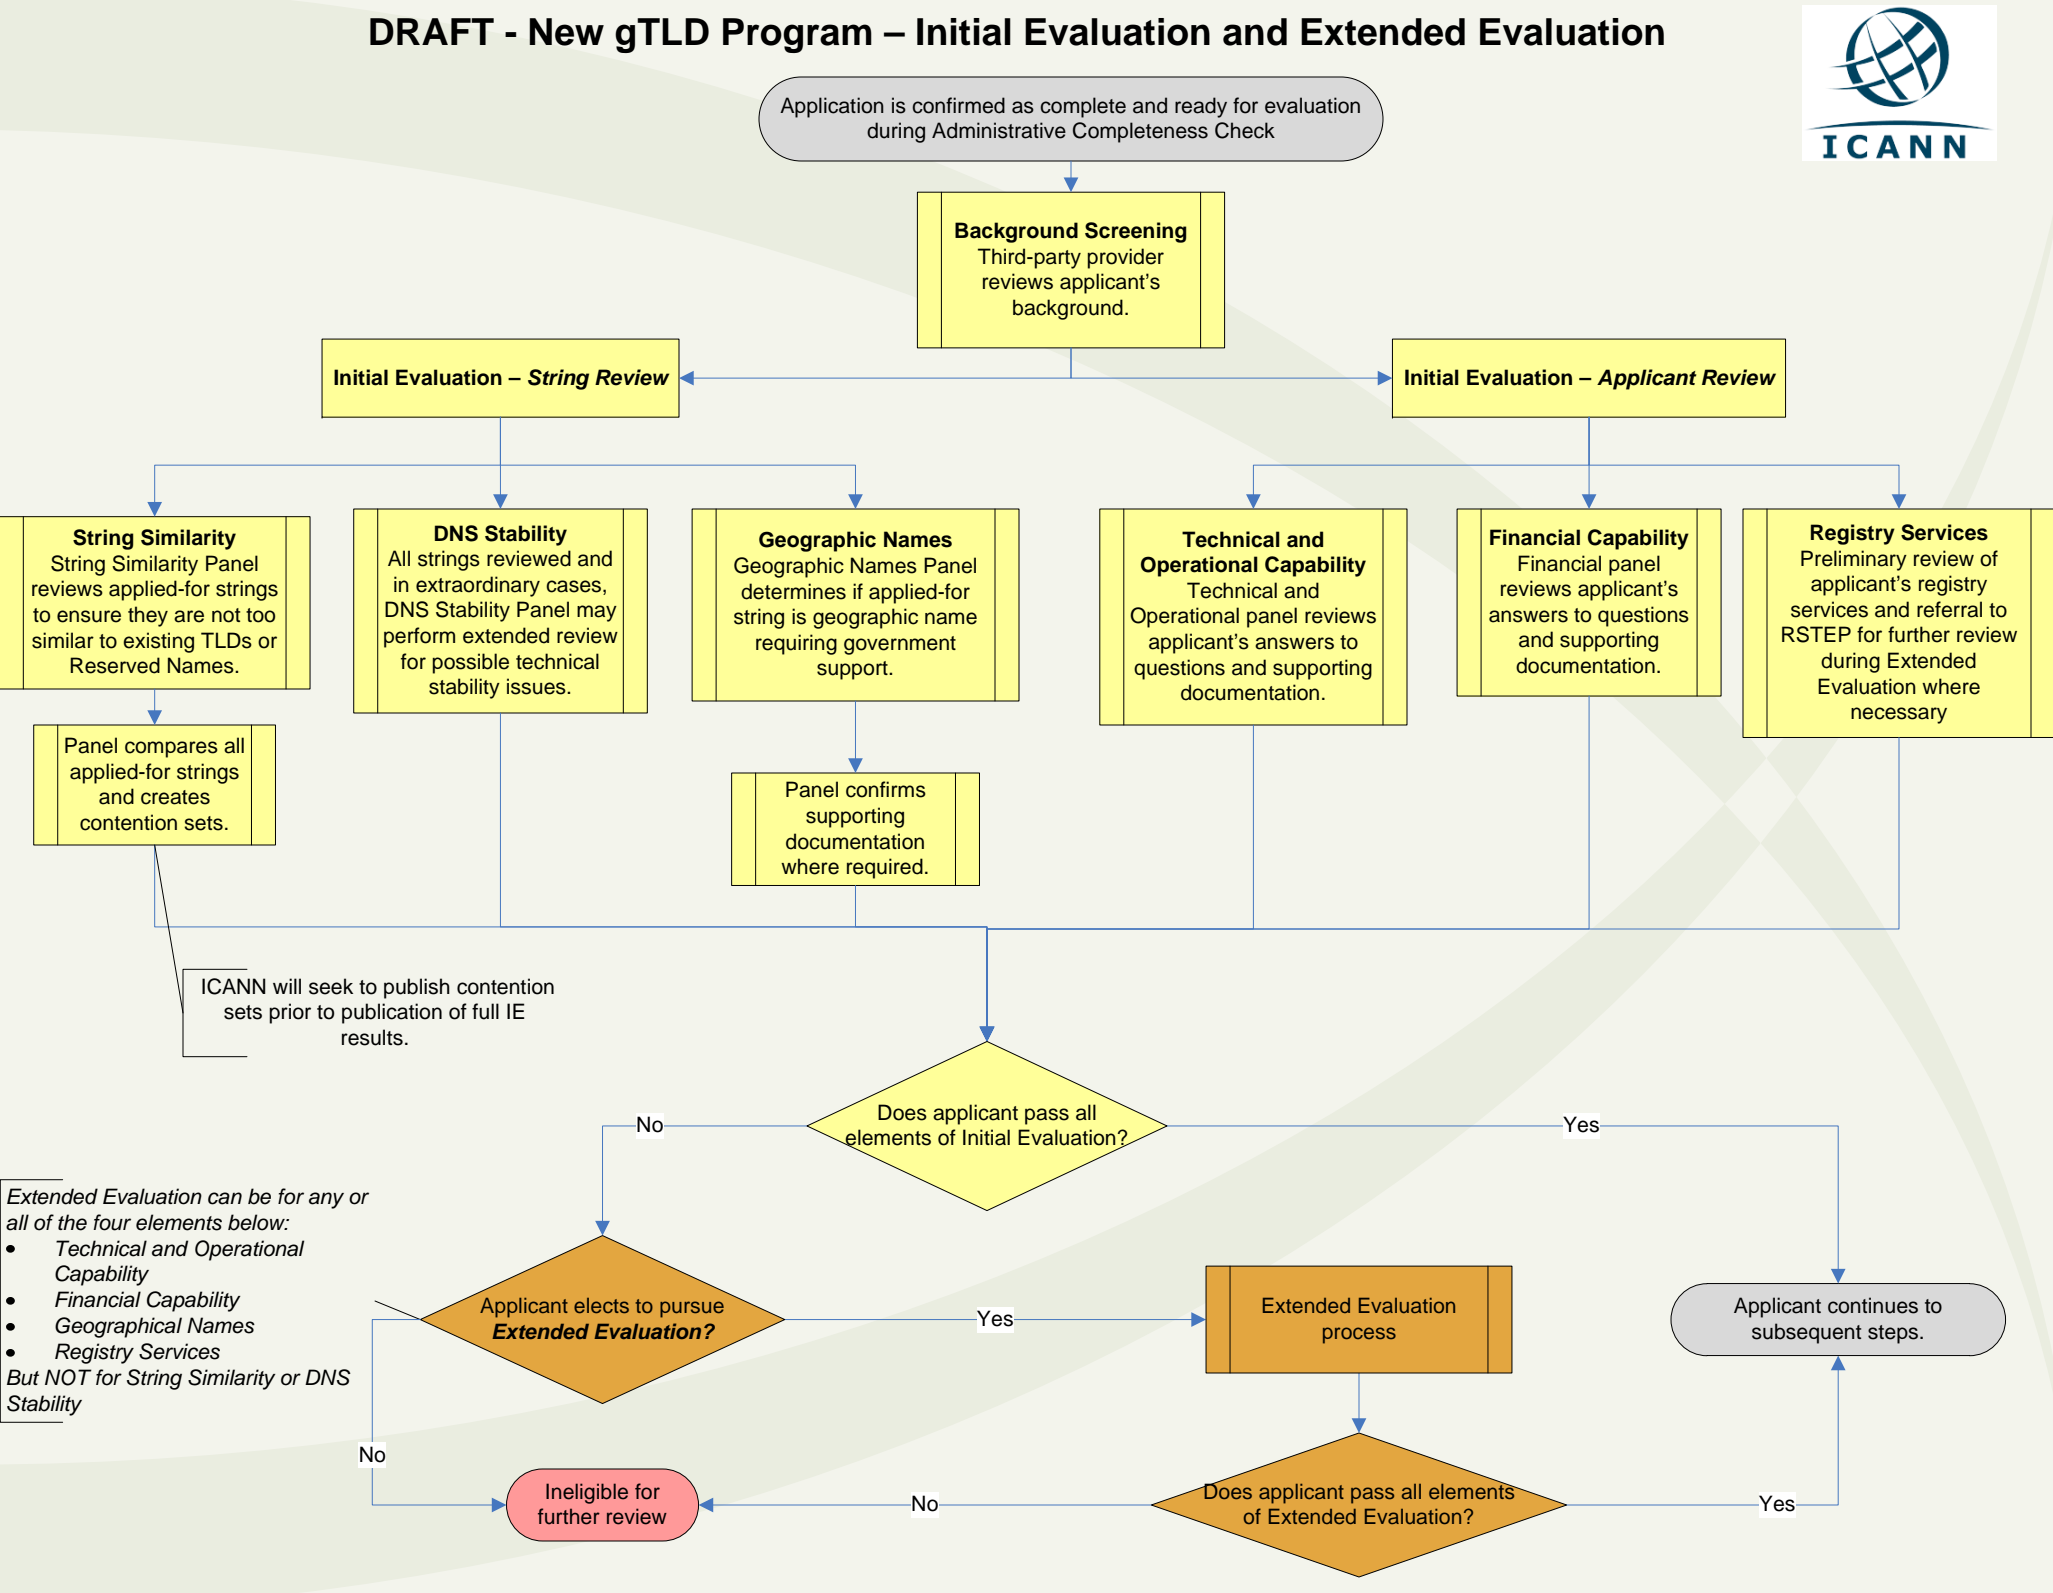 DRAFT - New gTLD Program – Initial Evaluation and Extended Evaluation
ICANN
Application is confirmed as complete and ready for evaluation
during Administrative Completeness Check
Background Screening
Third-party provider
reviews applicant's
background.
Initial Evaluation – String Review
Initial Evaluation – Applicant Review
String Similarity
String Similarity Panel
reviews applied-for strings
to ensure they are not too
similar to existing TLDs or
Reserved Names.
DNS Stability
All strings reviewed and
in extraordinary cases,
DNS Stability Panel may
perform extended review
for possible technical
stability issues.
Geographic Names
Geographic Names Panel
determines if applied-for
string is geographic name
requiring government
support.
Technical and
Operational Capability
Technical and
Operational panel reviews
applicant's answers to
questions and supporting
documentation.
Financial Capability
Financial panel
reviews applicant's
answers to questions
and supporting
documentation.
Registry Services
Preliminary review of
applicant's registry
services and referral to
RSTEP for further review
during Extended
Evaluation where
necessary
Panel compares all
applied-for strings
and creates
contention sets.
Panel confirms
supporting
documentation
where required.
ICANN will seek to publish contention
sets prior to publication of full IE
results.
Does applicant pass all
elements of Initial Evaluation?
No
Yes
Extended Evaluation can be for any or
all of the four elements below:
• Technical and Operational
Capability
• Financial Capability
• Geographical Names
• Registry Services
But NOT for String Similarity or DNS
Stability
Applicant elects to pursue
Extended Evaluation?
Yes
Extended Evaluation
process
Applicant continues to
subsequent steps.
No
Ineligible for
further review
No
Does applicant pass all elements
of Extended Evaluation?
Yes